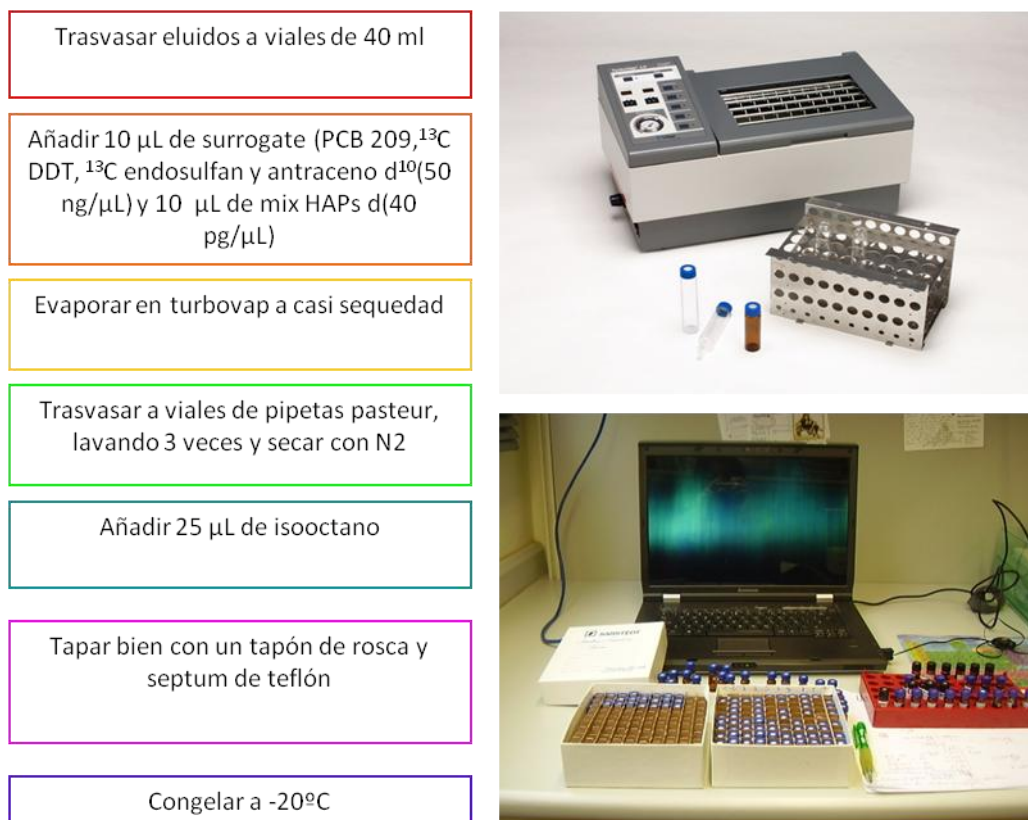 Trasvasar eluidos a viales de 40 ml
Añadir 10 µL de surrogate (PCB 209,¹³C
DDT, ¹³C endosulfan y antraceno d¹⁰(50
ng/µL) y 10 µL de mix HAPs d(40
pg/µL)
Evaporar en turbovap a casi sequedad
Trasvasar a viales de pipetas pasteur,
lavando 3 veces y secar con N2
Añadir 25 µL de isooctano
Tapar bien con un tapón de rosca y
septum de teflón
Congelar a -20ºC